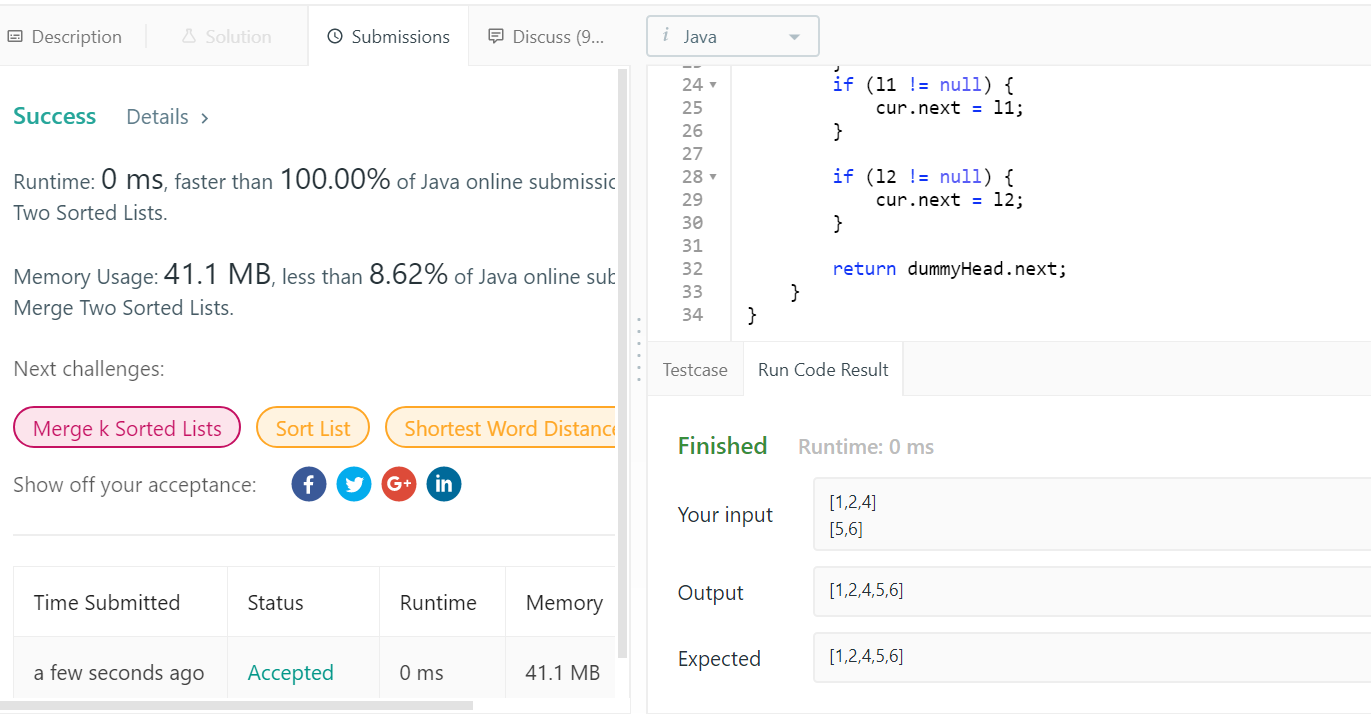 Description
Solution
Submissions
Discuss (9...
Success
Details >
Runtime: 0 ms, faster than 100.00% of Java online
Two Sorted Lists.
Memory Usage: 41.1 MB, less than 8.62% of Java online
Merge Two Sorted Lists.
Next challenges:
Merge k Sorted Lists
Sort List
Shortest Word Distance
Show off your acceptance:
f
G+
in
Time Submitted Status Runtime Memory
a few seconds ago Accepted 0 ms 41.1 MB
i Java
24 if (l1 != null) {
25 cur.next = l1;
26 }
27
28 if (l2 != null) {
29 cur.next = l2;
30 }
31
32 return dummyHead.next;
33 }
34 }
Testcase
Run Code Result
Finished Runtime: 0 ms
Your input
[1,2,4]
[5,6]
Output
[1,2,4,5,6]
Expected
[1,2,4,5,6]